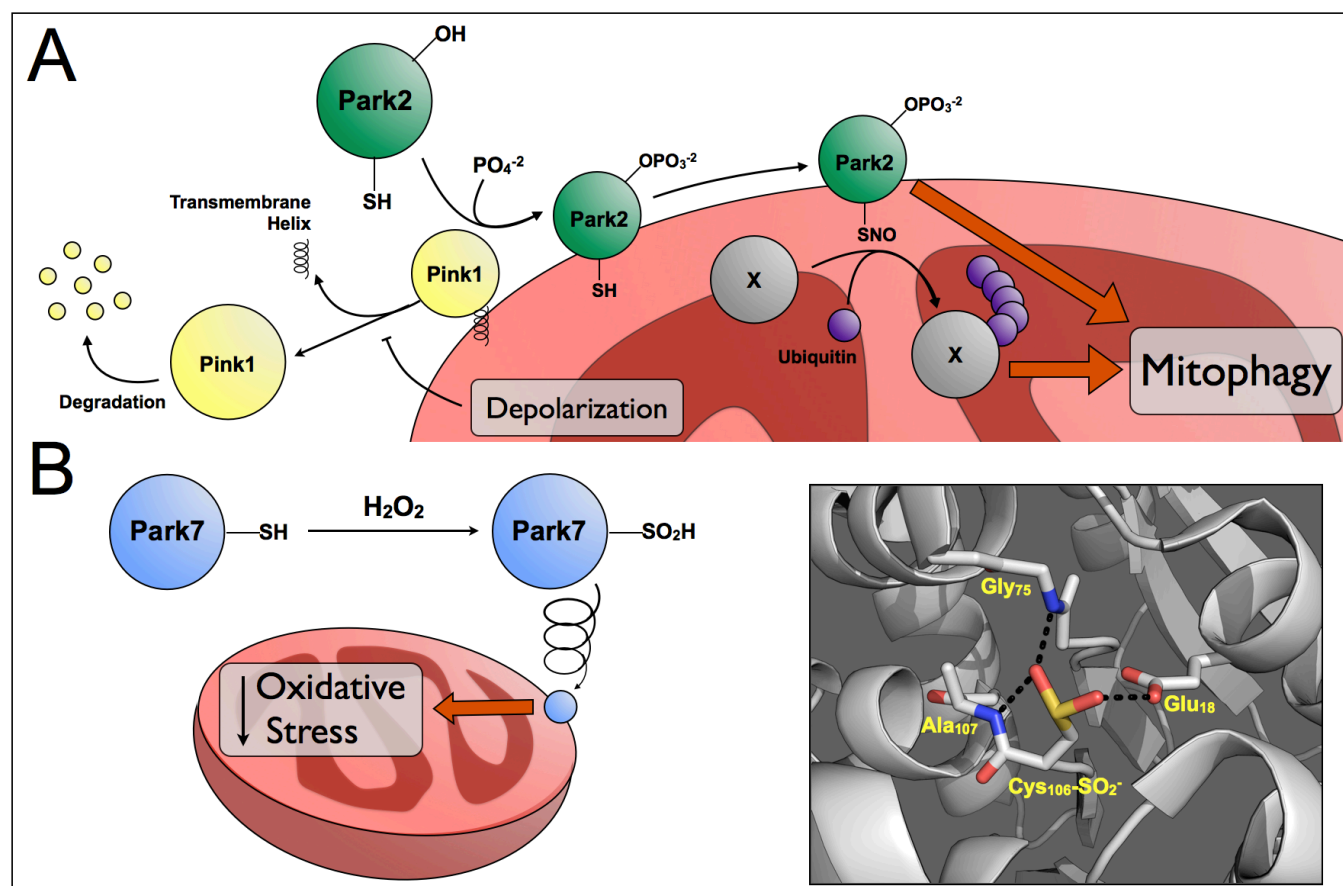 A
OH
Park2
SH
PO₄⁻²
OPO₃⁻²
Park2
SH
OPO₃⁻²
Park2
SNO
Transmembrane
Helix
Pink1
Pink1
Degradation
Depolarization
X
Ubiquitin
X
Mitophagy
B
Park7
SH
H₂O₂
Park7
SO₂H
Oxidative
Stress
Gly₇₅
Glu₁₈
Ala₁₀₇
Cys₁₀₆-SO₂⁻